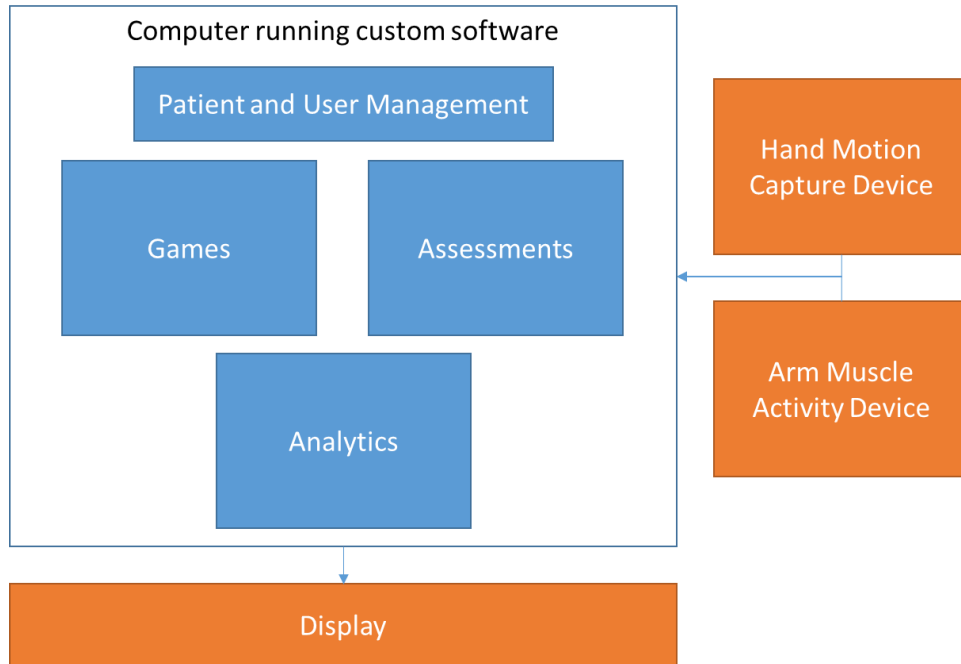 Computer running custom software
Patient and User Management
Hand Motion
Capture Device
Games
Assessments
Arm Muscle
Activity Device
Analytics
Display